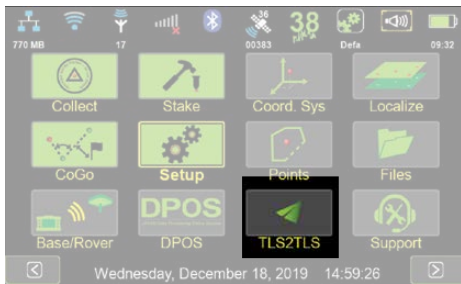 36
38
770 MB 17 00383 Defa 09:32
Collect Stake Coord. Sys Localize
CoGo Setup Points Files
DPOS
Base/Rover DPOS TLS2TLS Support
Wednesday, December 18, 2019 14:59:26